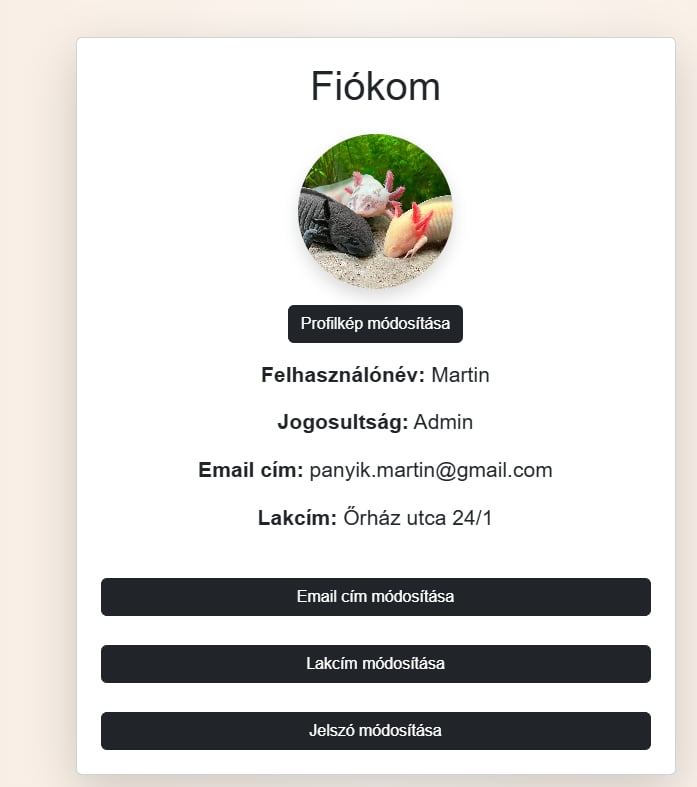 Fiókom
Profilkép módosítása
Felhasználónév: Martin
Jogosultság: Admin
Email cím: panyik.martin@gmail.com
Lakcím: Őrház utca 24/1
Email cím módosítása
Lakcím módosítása
Jelszó módosítása